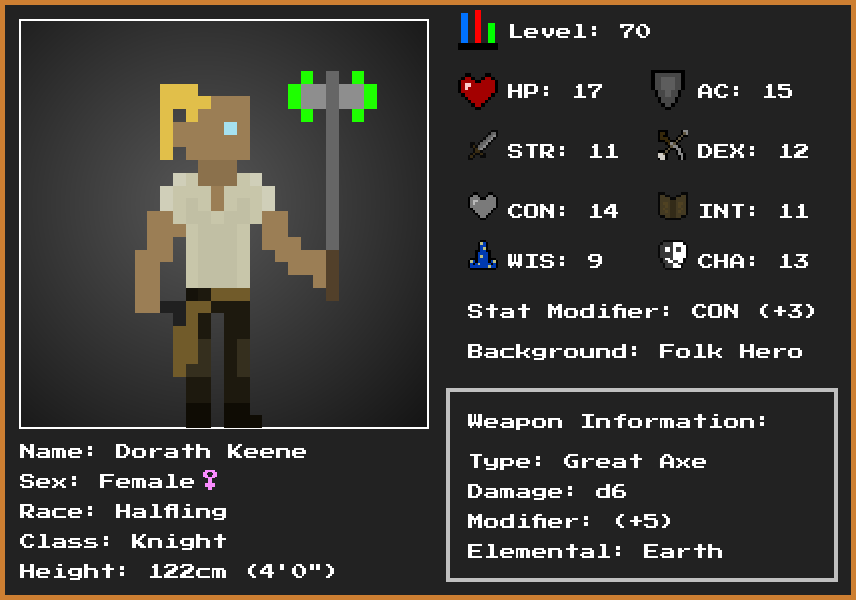 Level: 70
HP: 17
AC: 15
STR: 11
DEX: 12
CON: 14
INT: 11
WIS: 9
CHA: 13
Stat Modifier: CON (+3)
Background: Folk Hero
Weapon Information:
Type: Great Axe
Damage: d6
Modifier: (+5)
Elemental: Earth
Name: Dorath Keene
Sex: Female♀
Race: Halfling
Class: Knight
Height: 122cm (4'0")